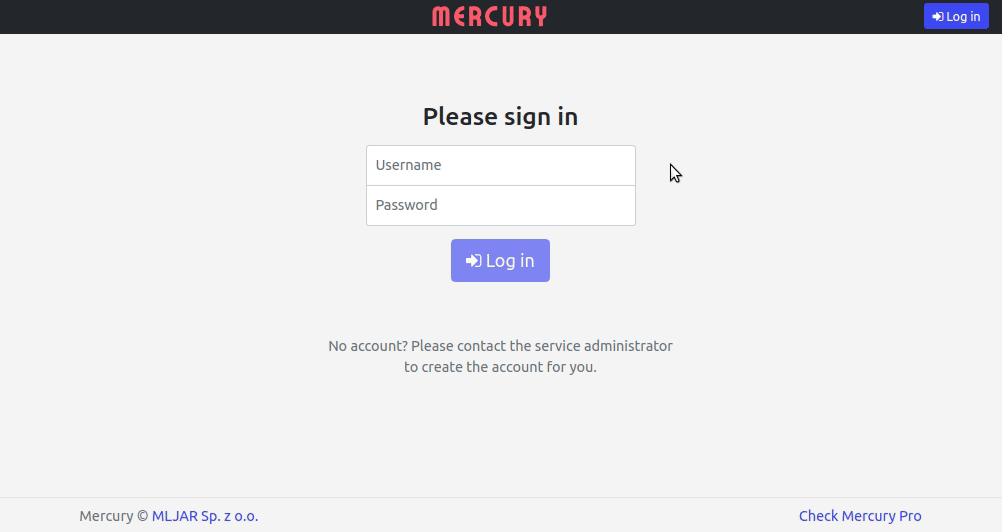 MERCURY
Log in
Please sign in
Username
Password
Log in
No account? Please contact the service administrator
to create the account for you.
Mercury © MLJAR Sp. z o.o.
Check Mercury Pro